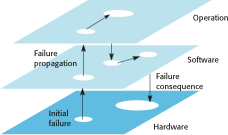 Operation
Failure
propagation
Software
Failure
consequence
Initial
failure
Hardware